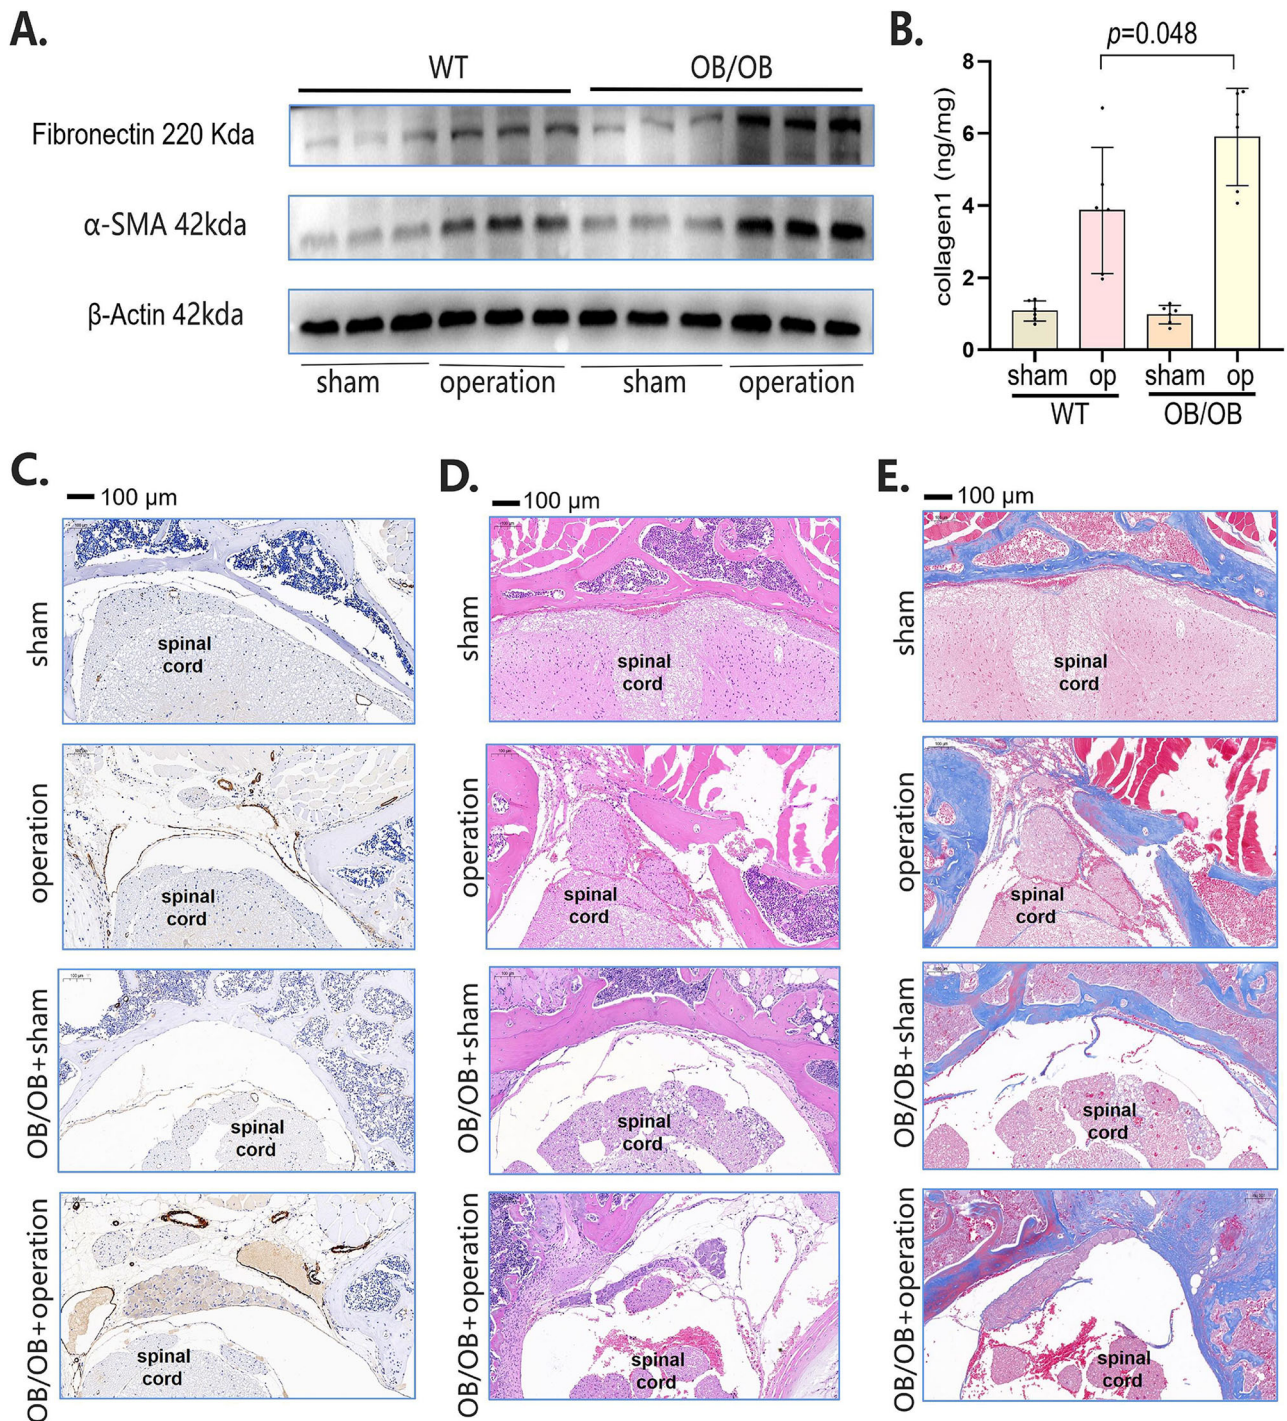 A.
WT
OB/OB
Fibronectin 220 Kda
α-SMA 42kda
β-Actin 42kda
sham
operation
sham
operation
B.
p=0.048
collagen1 (ng/mg)
8
6
4
2
0
sham
op
sham
op
WT
OB/OB
C.
100 μm
sham
spinal
cord
operation
spinal
cord
OB/OB+sham
spinal
cord
OB/OB+operation
spinal
cord
D.
100 μm
sham
spinal
cord
operation
spinal
cord
OB/OB+sham
spinal
cord
OB/OB+operation
spinal
cord
E.
100 μm
sham
spinal
cord
operation
spinal
cord
OB/OB+sham
spinal
cord
OB/OB+operation
spinal
cord